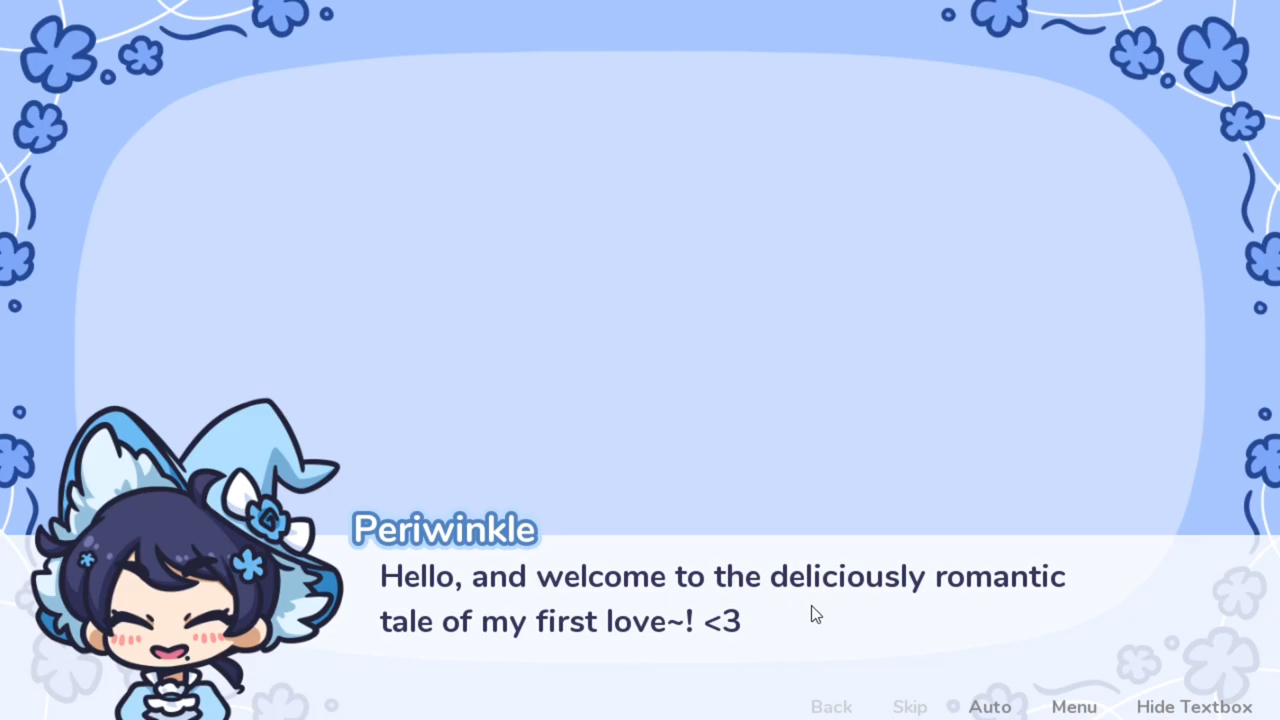 Periwinkle
Hello, and welcome to the deliciously romantic
tale of my first love~! <3
Back Skip Auto Menu Hide Textbox